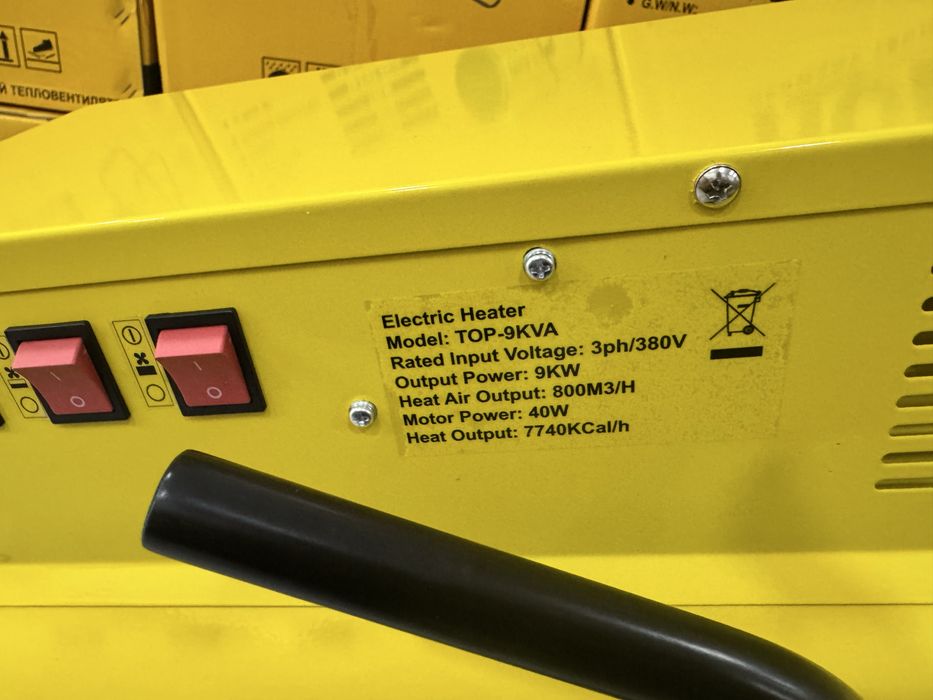 G.W/N.W:
Й ТЕПЛОВЕНТИЛЯТ
Electric Heater
Model: TOP-9KVA
Rated Input Voltage: 3ph/380V
Output Power: 9KW
Heat Air Output: 800M3/H
Motor Power: 40W
Heat Output: 7740KCal/h